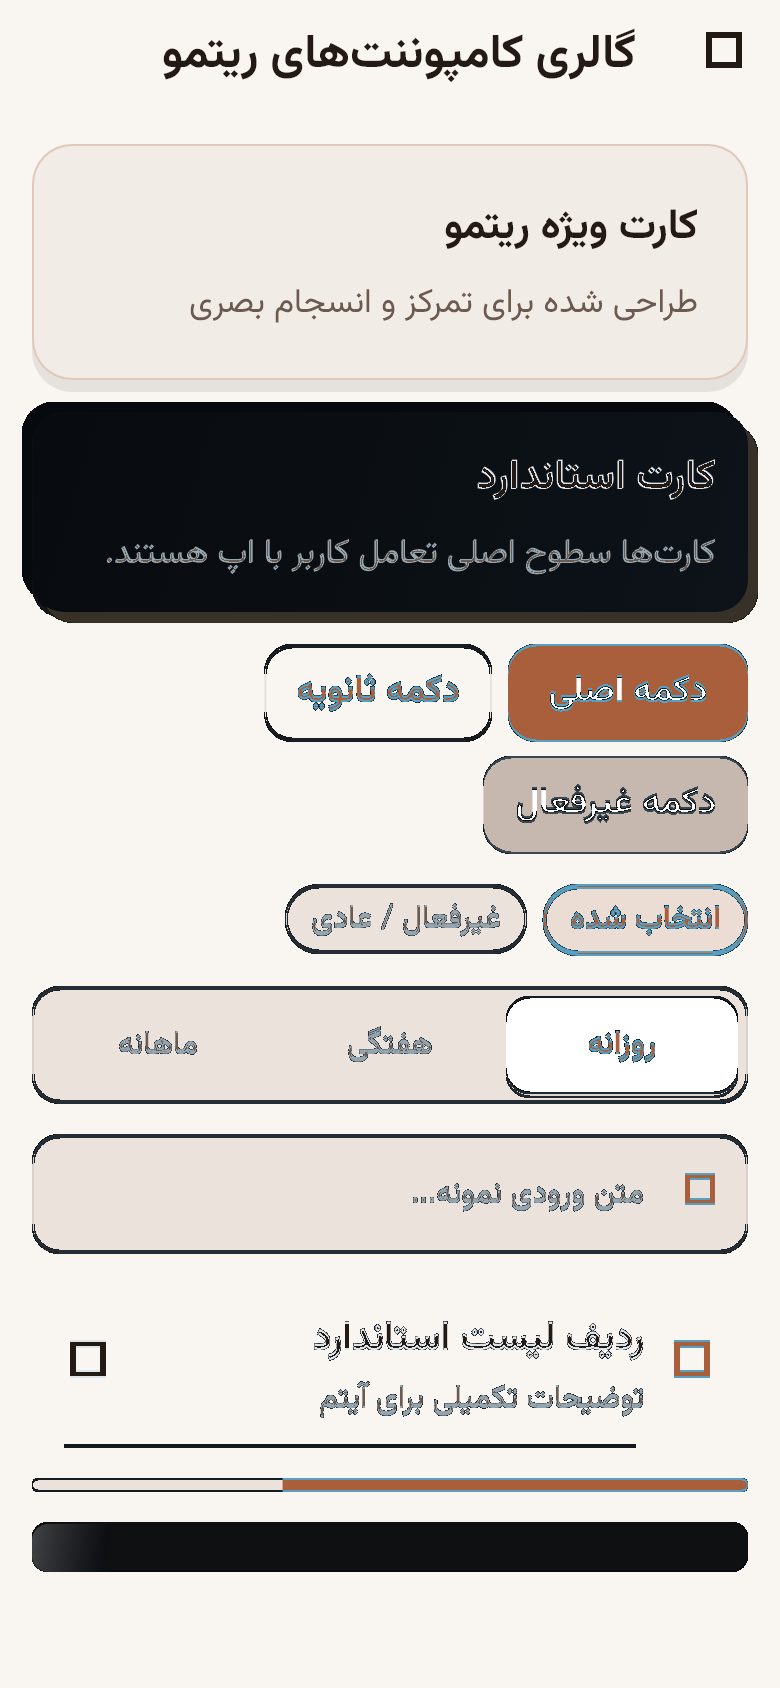 گالری کامپوننت‌های ریتمو
کارت ویژه ریتمو
طراحی شده برای تمرکز و انسجام بصری
کارت استاندارد
کارت‌ها سطوح اصلی تعامل کاربر با اپ هستند.
دکمه اصلی
دکمه ثانویه
دکمه غیرفعال
انتخاب شده
غیرفعال / عادی
روزانه
هفتگی
ماهانه
متن ورودی نمونه...
ردیف لیست استاندارد
توضیحات تکمیلی برای آیتم